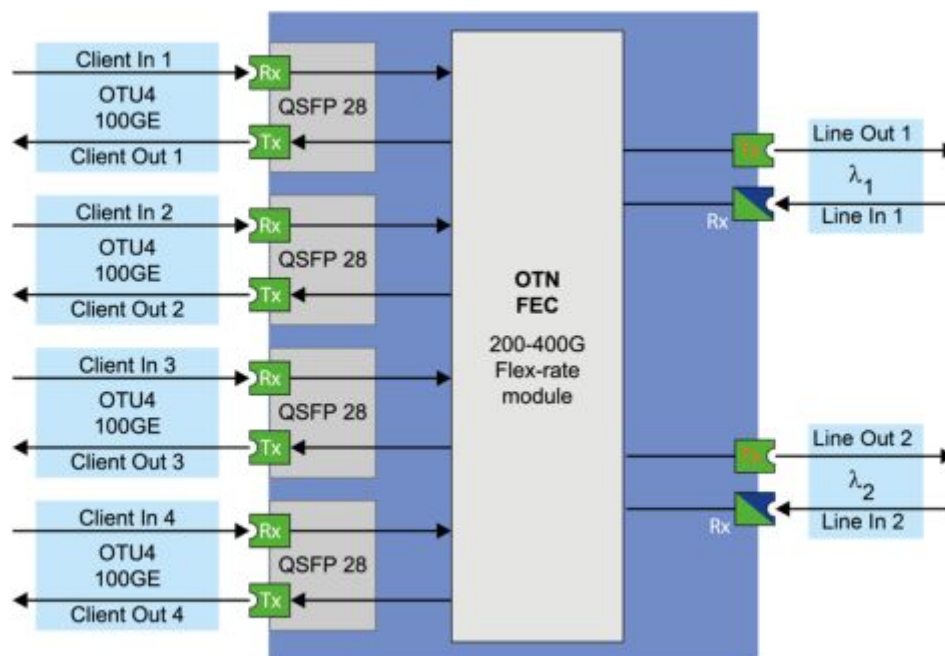 Client In 1
OTU4
100GE
Client Out 1
Rx
QSFP 28
Tx
Client In 2
OTU4
100GE
Client Out 2
Rx
QSFP 28
Tx
Client In 3
OTU4
100GE
Client Out 3
Rx
QSFP 28
Tx
Client In 4
OTU4
100GE
Client Out 4
Rx
QSFP 28
Tx
OTN
FEC
200-400G
Flex-rate
module
Tx
Rx
Line Out 1
λ1
Line In 1
Tx
Rx
Line Out 2
λ2
Line In 2